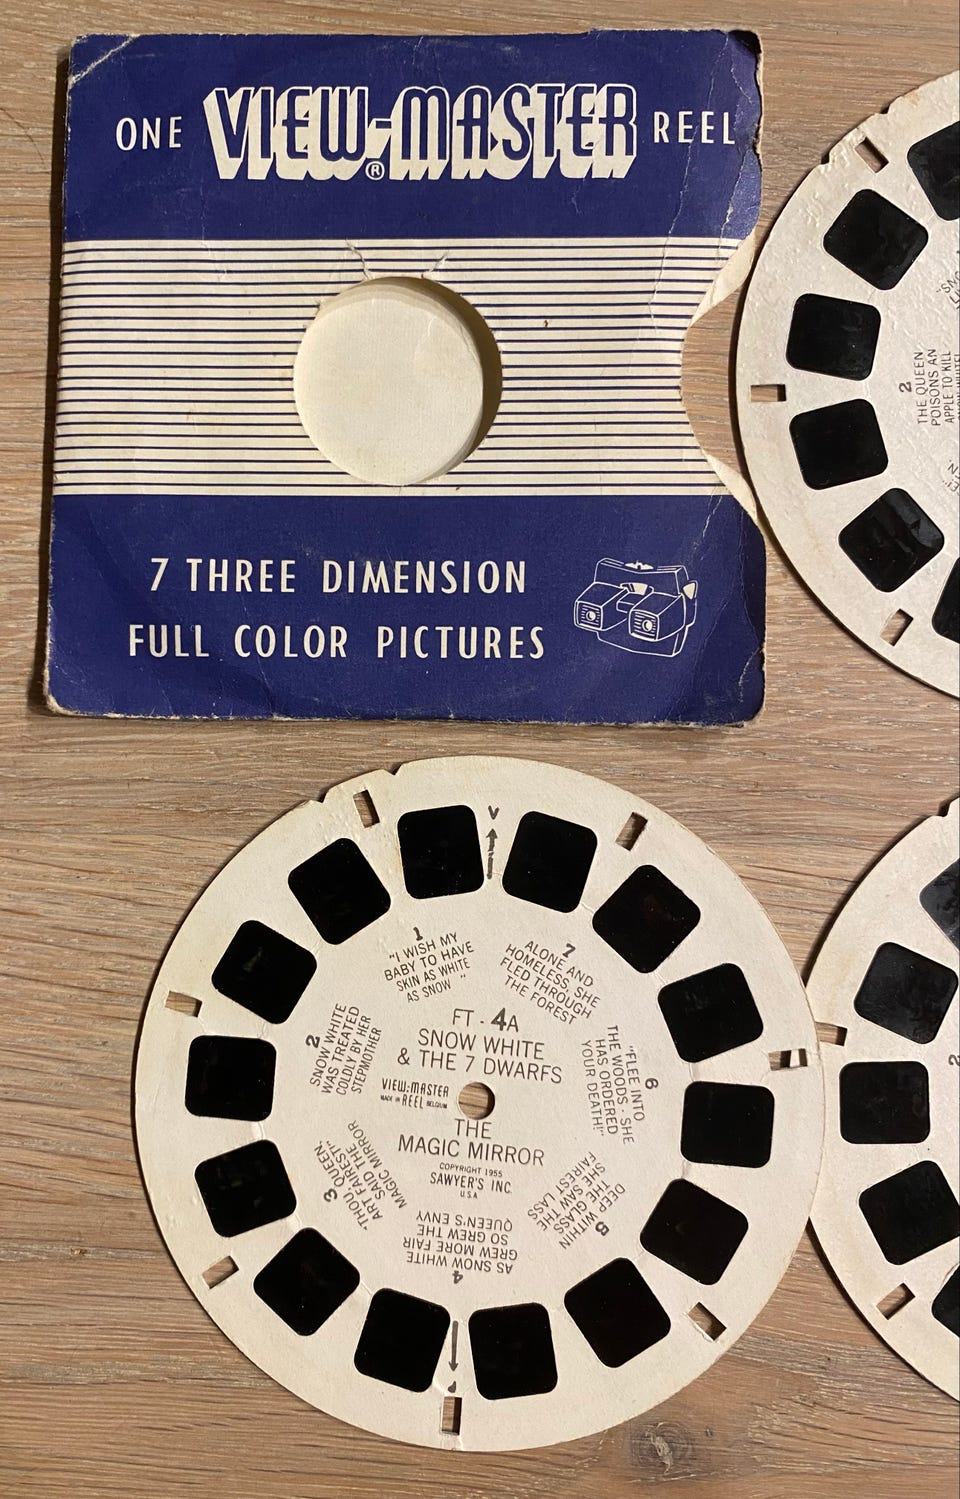 ONE VIEW-MASTER® REEL
7 THREE DIMENSION
FULL COLOR PICTURES
2
THE QUEEN
POISONS AN
APPLE TO KILL
V
1
"I WISH MY
BABY TO HAVE
SKIN AS WHITE
AS SNOW"
7
ALONE AND
HOMELESS, SHE
FLED THROUGH
THE FOREST
FT-4A
SNOW WHITE
& THE 7 DWARFS
VIEW-MASTER
MADE IN REEL BELGIUM
THE
MAGIC MIRROR
COPYRIGHT 1955
SAWYER'S INC.
U.S.A
2
SNOW WHITE
WAS TREATED
COLDLY BY HER
STEPMOTHER
3
"THOU, QUEEN,
ART FAIREST!"
SAID THE
MAGIC MIRROR
4
AS SNOW WHITE
GREW MORE FAIR
SO GREW THE
QUEEN'S ENVY
5
DEEP WITHIN
THE GLASS
SHE SAW THE
FAIREST LASS
6
"FLEE INTO
THE WOODS-SHE
HAS ORDERED
YOUR DEATH!"
2